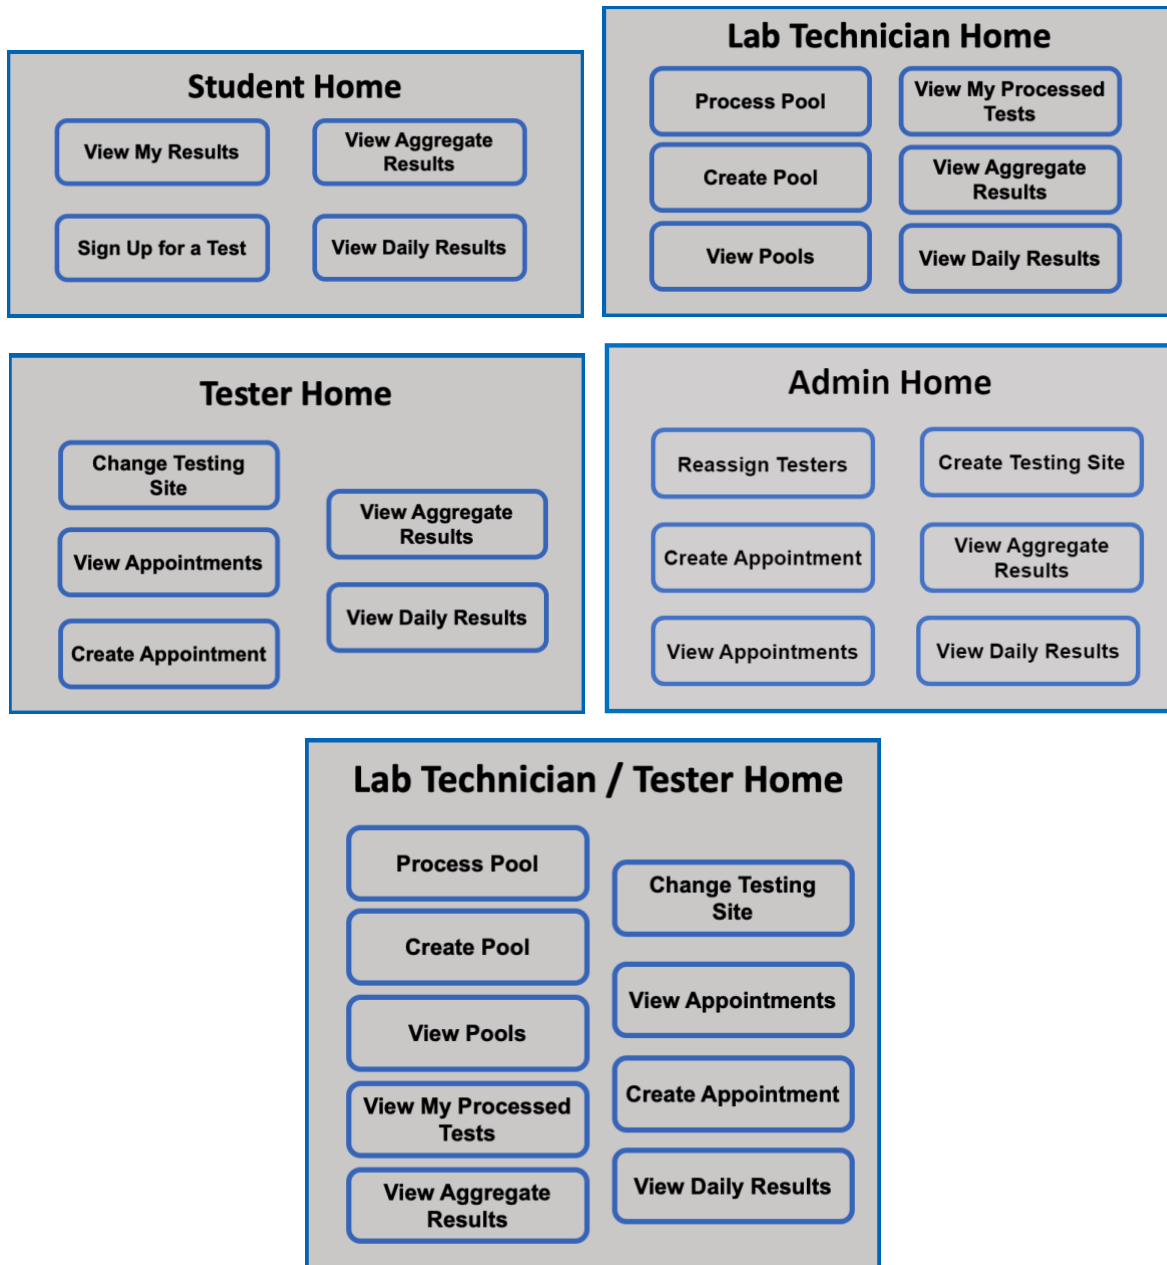 Student Home
View My Results
View Aggregate
Results
Sign Up for a Test
View Daily Results
Lab Technician Home
Process Pool
View My Processed
Tests
Create Pool
View Aggregate
Results
View Pools
View Daily Results
Tester Home
Change Testing
Site
View Aggregate
Results
View Appointments
View Daily Results
Create Appointment
Admin Home
Reassign Testers
Create Testing Site
Create Appointment
View Aggregate
Results
View Appointments
View Daily Results
Lab Technician / Tester Home
Process Pool
Change Testing
Site
Create Pool
View Appointments
View Pools
Create Appointment
View My Processed
Tests
View Daily Results
View Aggregate
Results